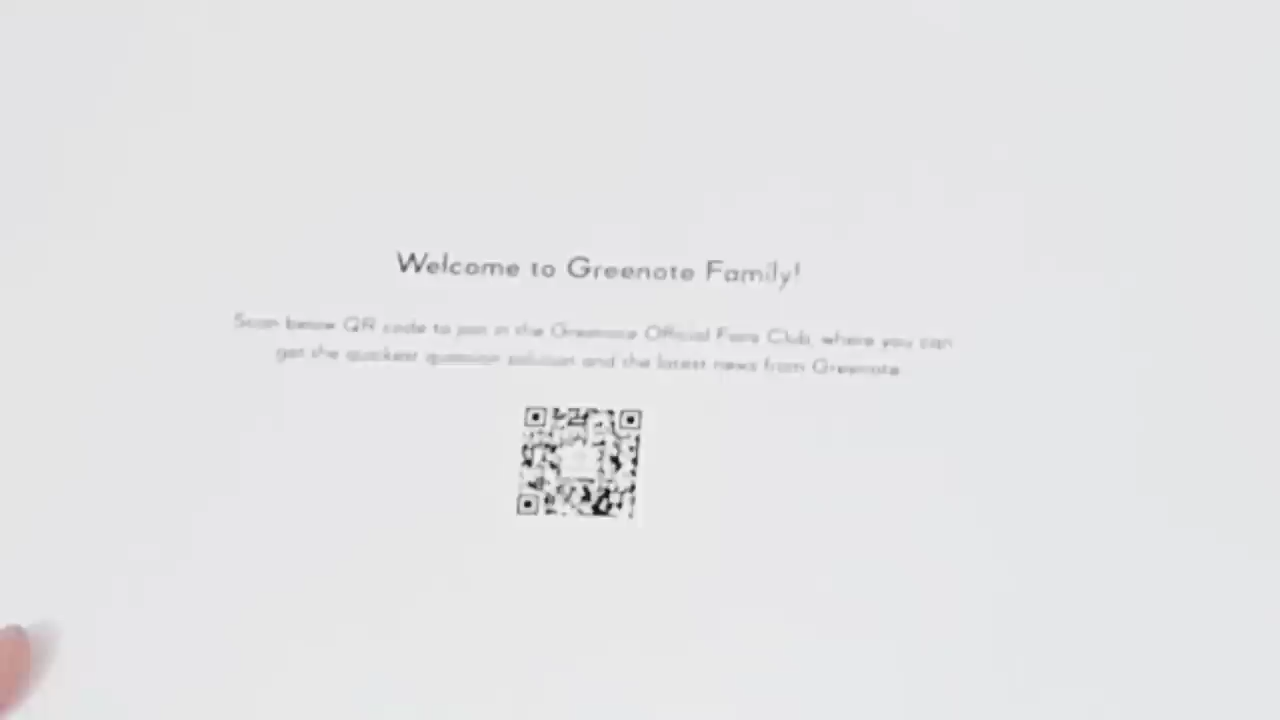 Welcome to Greenote Family!
Scan below QR code to join in the Greenote Official Fans Club, where you can
get the quickest question solution and the latest news from Greenote